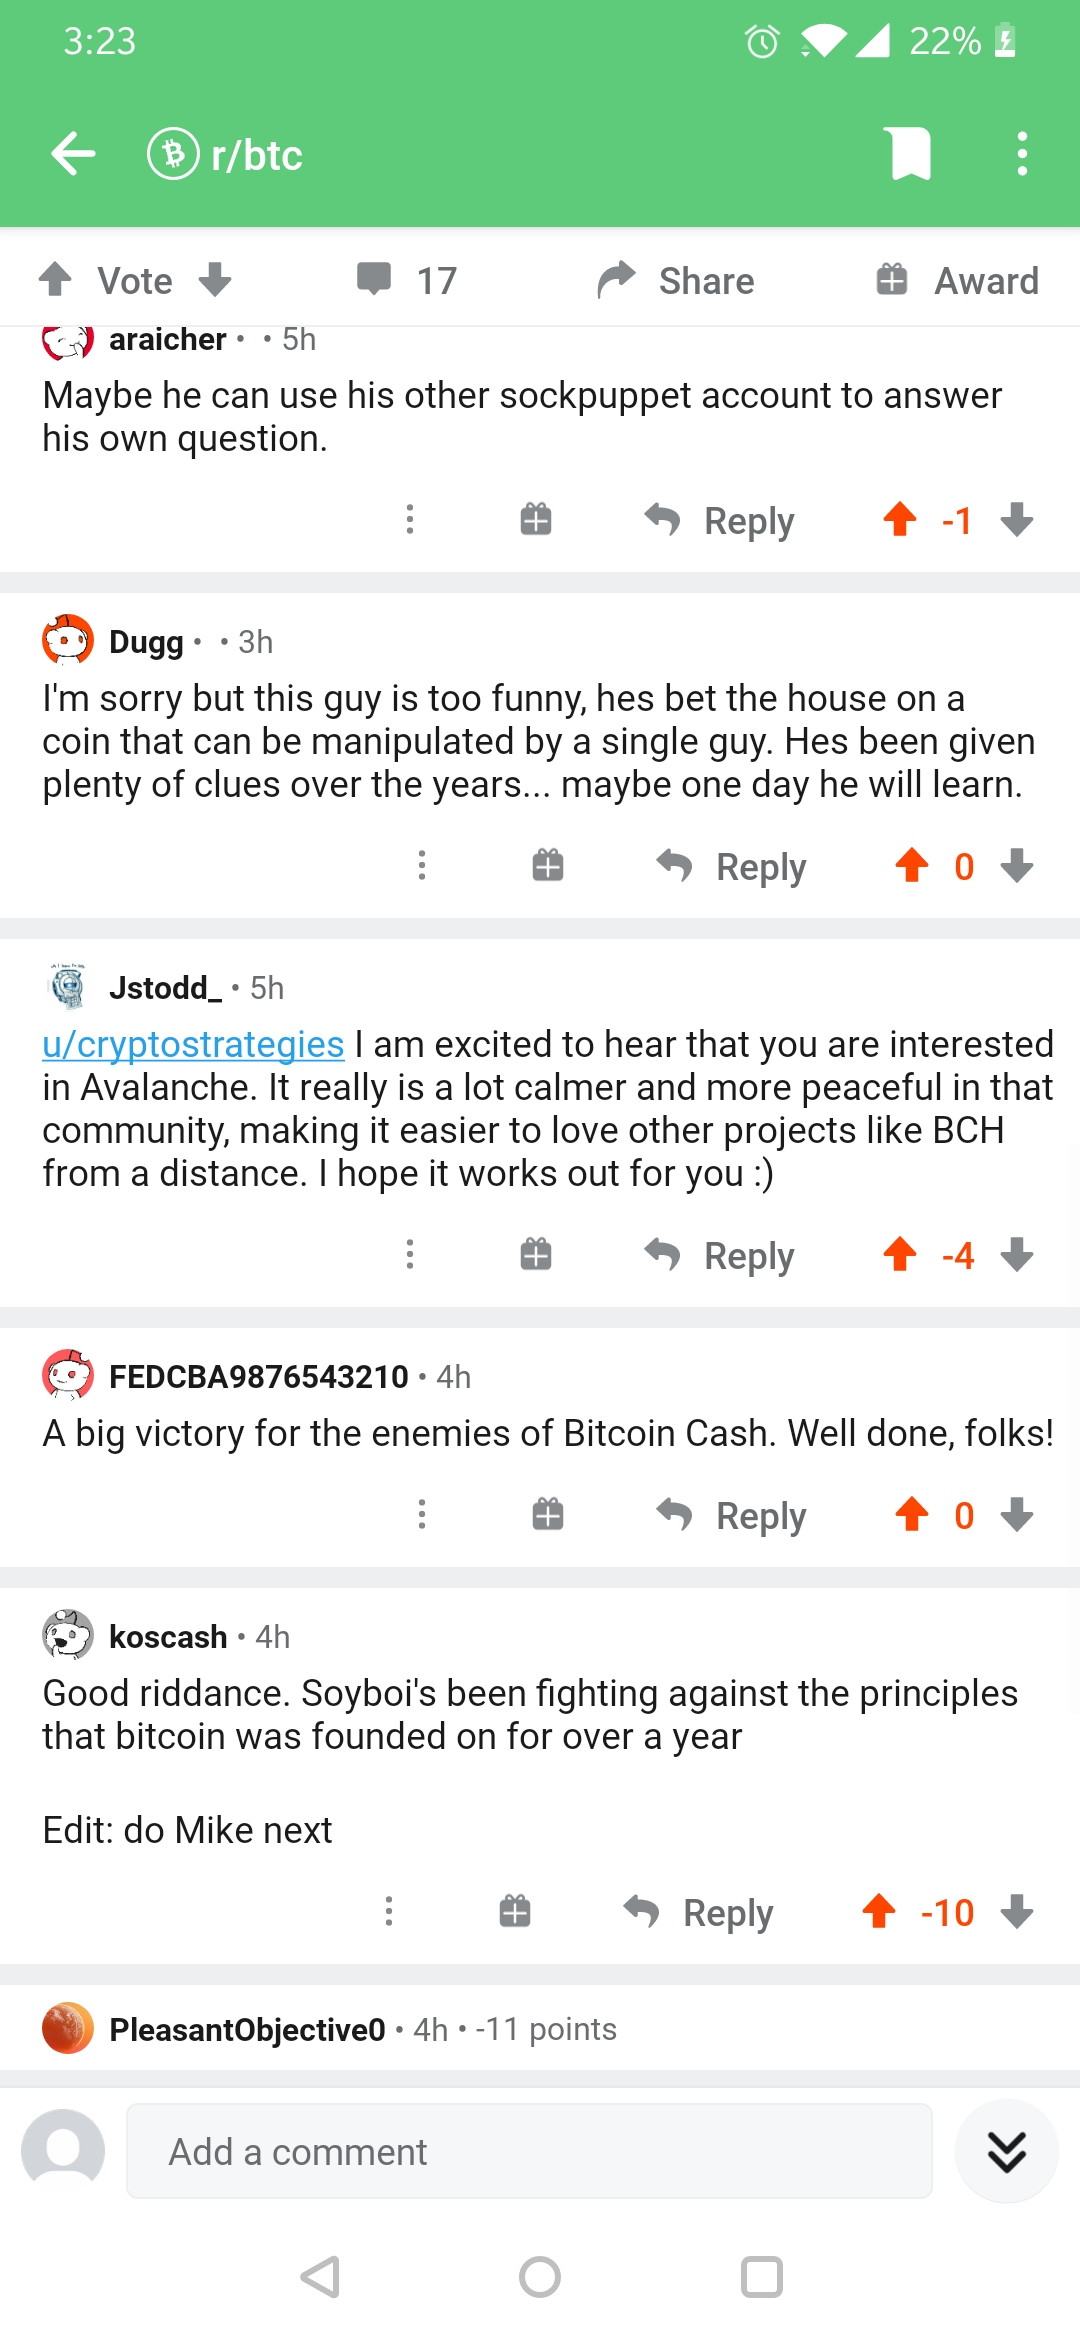 3:23
22%
r/btc
Vote
17
Share
Award
araicher • • 5h
Maybe he can use his other sockpuppet account to answer
his own question.
Reply
-1
Dugg • • 3h
I'm sorry but this guy is too funny, hes bet the house on a
coin that can be manipulated by a single guy. Hes been given
plenty of clues over the years... maybe one day he will learn.
Reply
0
Jstodd_ • 5h
u/cryptostrategies I am excited to hear that you are interested
in Avalanche. It really is a lot calmer and more peaceful in that
community, making it easier to love other projects like BCH
from a distance. I hope it works out for you :)
Reply
-4
FEDCBA9876543210 • 4h
A big victory for the enemies of Bitcoin Cash. Well done, folks!
Reply
0
koscash • 4h
Good riddance. Soyboi's been fighting against the principles
that bitcoin was founded on for over a year
Edit: do Mike next
Reply
-10
PleasantObjective0 • 4h • -11 points
Add a comment